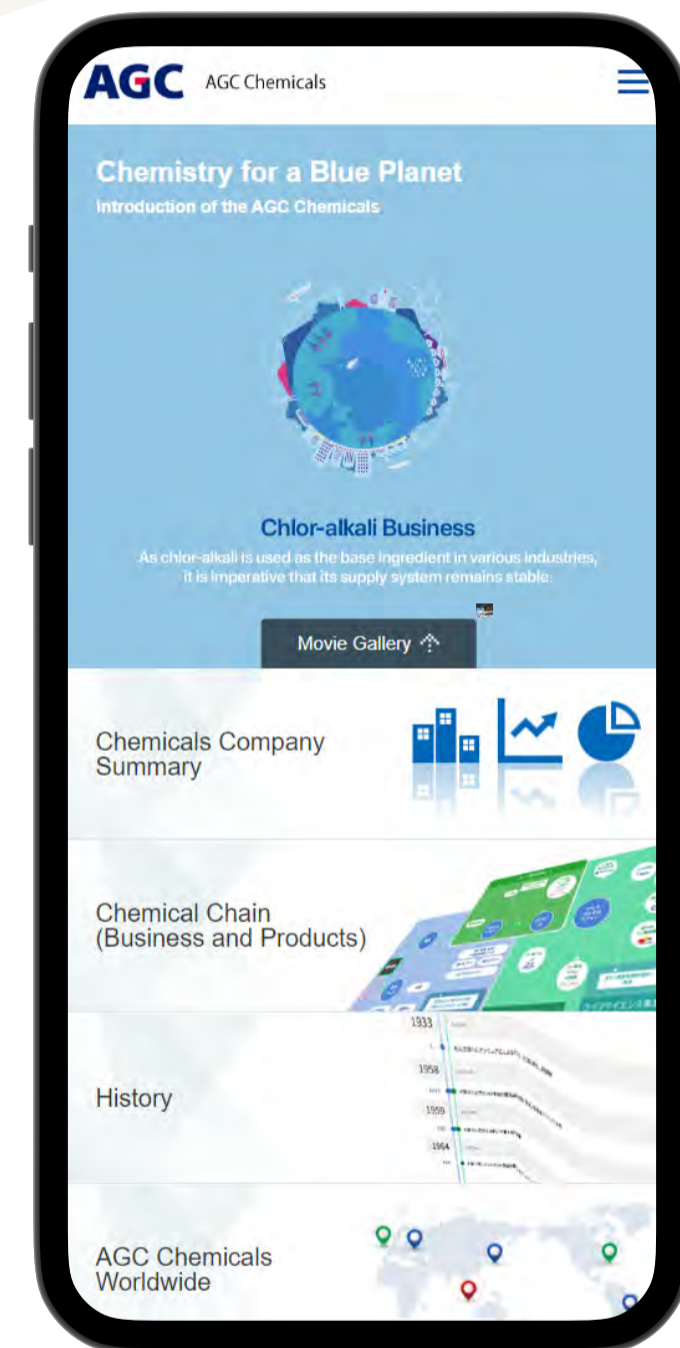 AGC AGC Chemicals
Chemistry for a Blue Planet
Introduction of the AGC Chemicals
Chlor-alkali Business
As chlor-alkali is used as the base ingredient in various industries,
it is imperative that its supply system remains stable.
Movie Gallery
Chemicals Company
Summary
Chemical Chain
(Business and Products)
1933
1958
History
1959
1964
AGC Chemicals
Worldwide